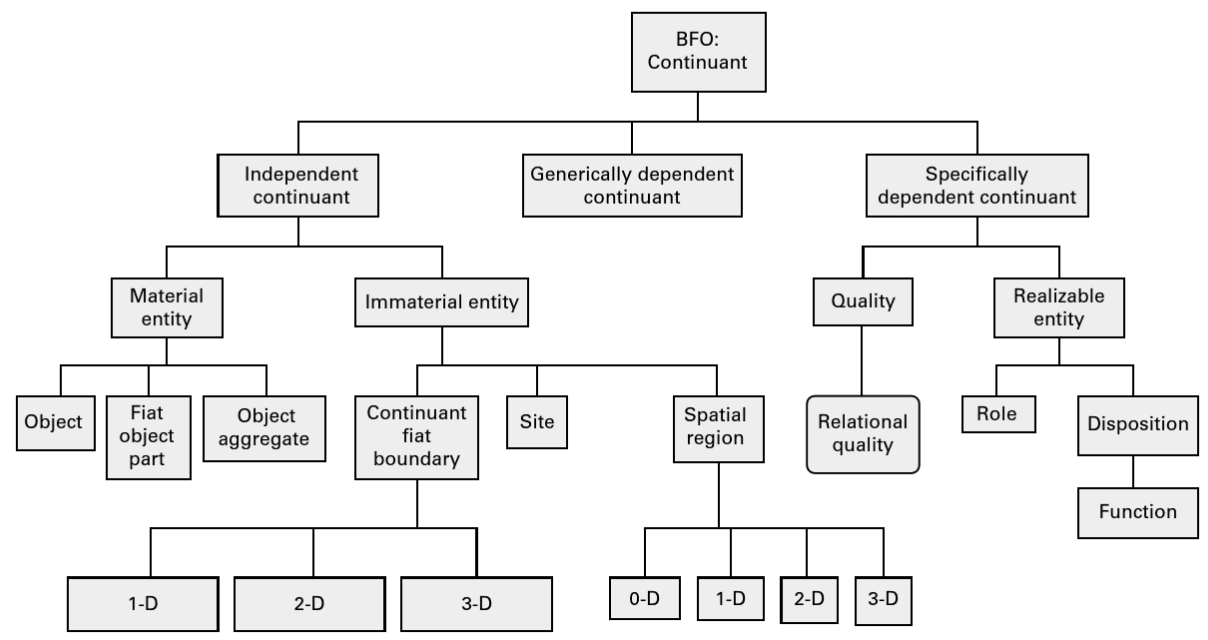 BFO:
Continuant
Independent
continuant
Generically dependent
continuant
Specifically
dependent continuant
Material
entity
Immaterial entity
Quality
Realizable
entity
Object
Fiat
object
part
Object
aggregate
Continuant
fiat
boundary
Site
Spatial
region
Relational
quality
Role
Disposition
Function
1-D
2-D
3-D
0-D
1-D
2-D
3-D